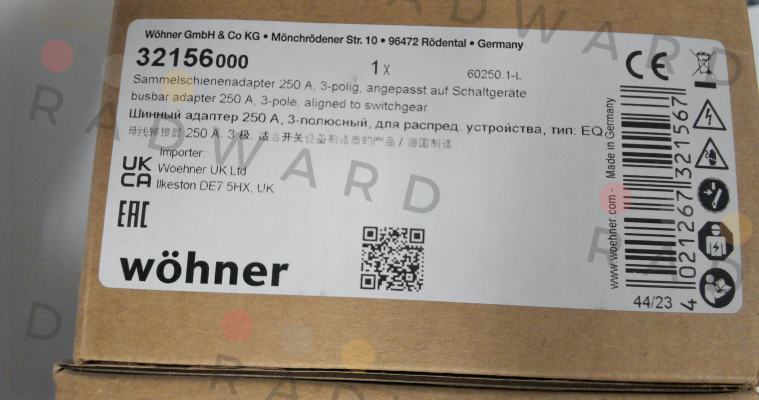 Wöhner GmbH & Co KG • Mönchrödener Str. 10 • 96472 Rödental • Germany
32156000
1 x
60250.1-L
Sammelschienenadapter 250 A, 3-polig, angepasst auf Schaltgeräte
busbar adapter 250 A, 3-pole, aligned to switchgear
Шинный адаптер 250 A, 3-полюсный, для распред. устройства, тип: EQ
母线转接器 250 A, 3 极, 适合开关设备制造商的产品 / 德国制造
Importer:
Woehner UK Ltd
Ilkeston DE7 5HX, UK
UK
CA
EAC
wöhner
CE
www.woehner.com - Made in Germany
4 021267 321567
44/23
RADWARD
RADWARD
RADWARD